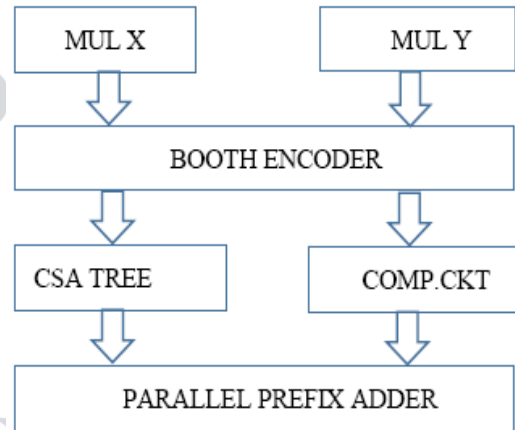 MUL X
MUL Y
BOOTH ENCODER
CSA TREE
COMP.CKT
PARALLEL PREFIX ADDER